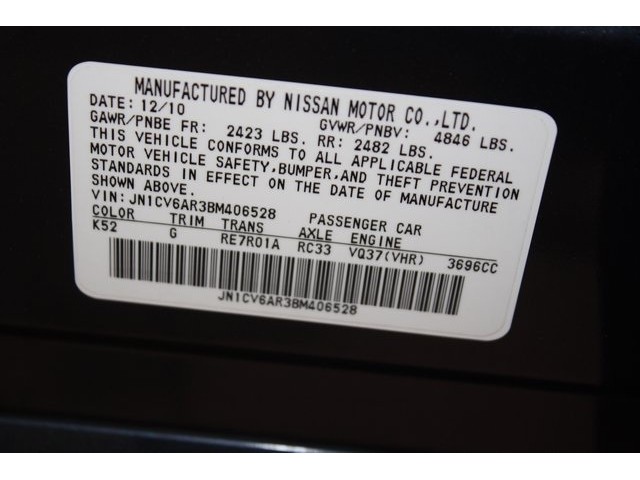 MANUFACTURED BY NISSAN MOTOR CO.,LTD.
DATE: 12/10 GVWR/PNBV: 4846 LBS.
GAWR/PNBE FR: 2423 LBS. RR: 2482 LBS.
THIS VEHICLE CONFORMS TO ALL APPLICABLE FEDERAL
MOTOR VEHICLE SAFETY,BUMPER,AND THEFT PREVENTION
STANDARDS IN EFFECT ON THE DATE OF MANUFACTURE
SHOWN ABOVE.
VIN:JN1CV6AR3BM406528 PASSENGER CAR
COLOR TRIM TRANS AXLE ENGINE
K52 G RE7R01A RC33 VQ37(VHR) 3696CC
JN1CV6AR3BM406528